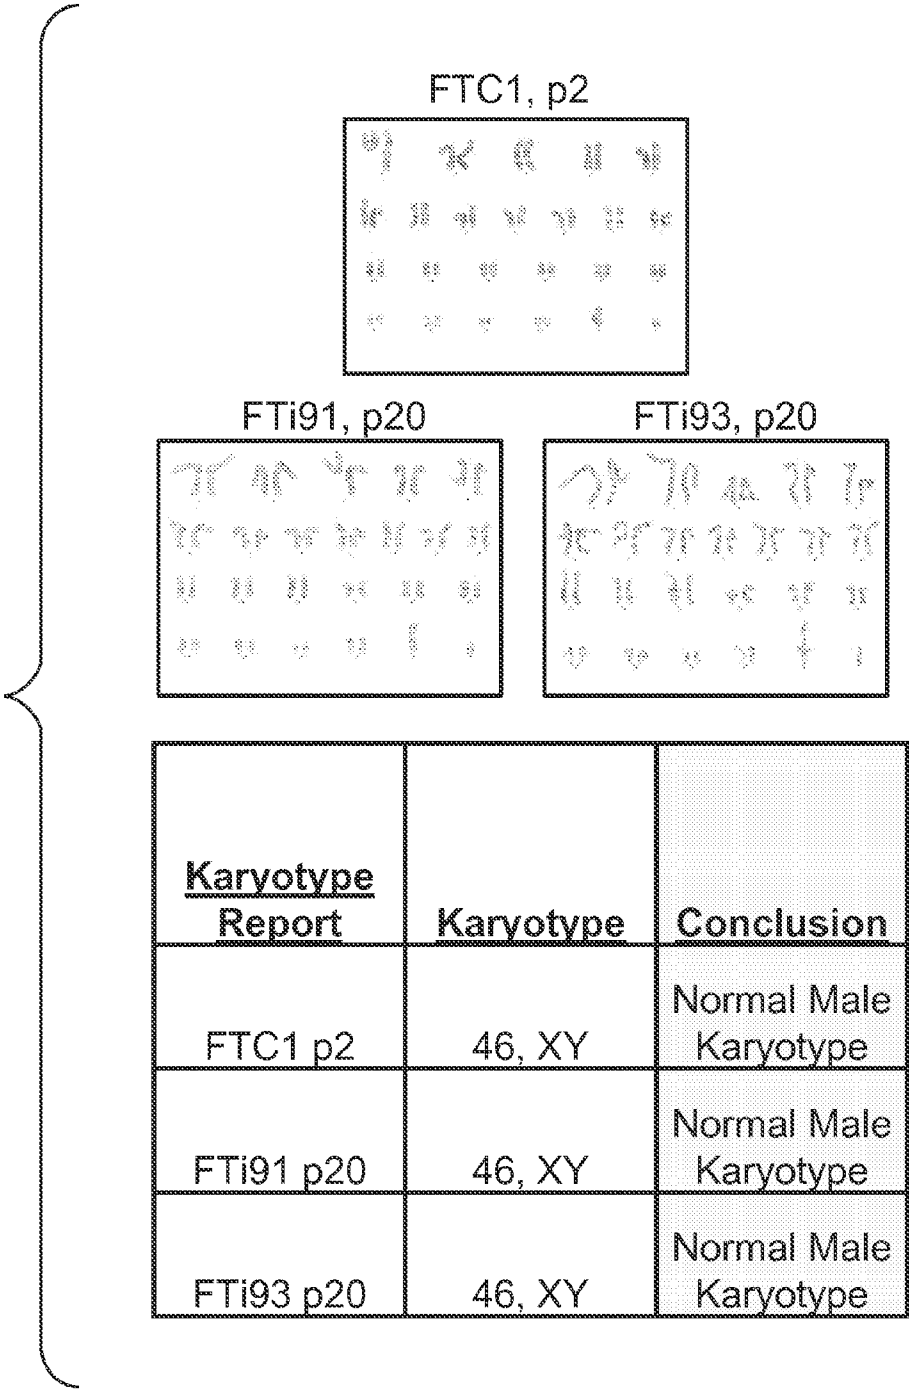 FTC1, p2
FTi91, p20
FTi93, p20
Karyotype
Report
Karyotype
Conclusion
FTC1 p2
46, XY
Normal Male
Karyotype
FTi91 p20
46, XY
Normal Male
Karyotype
FTi93 p20
46, XY
Normal Male
Karyotype